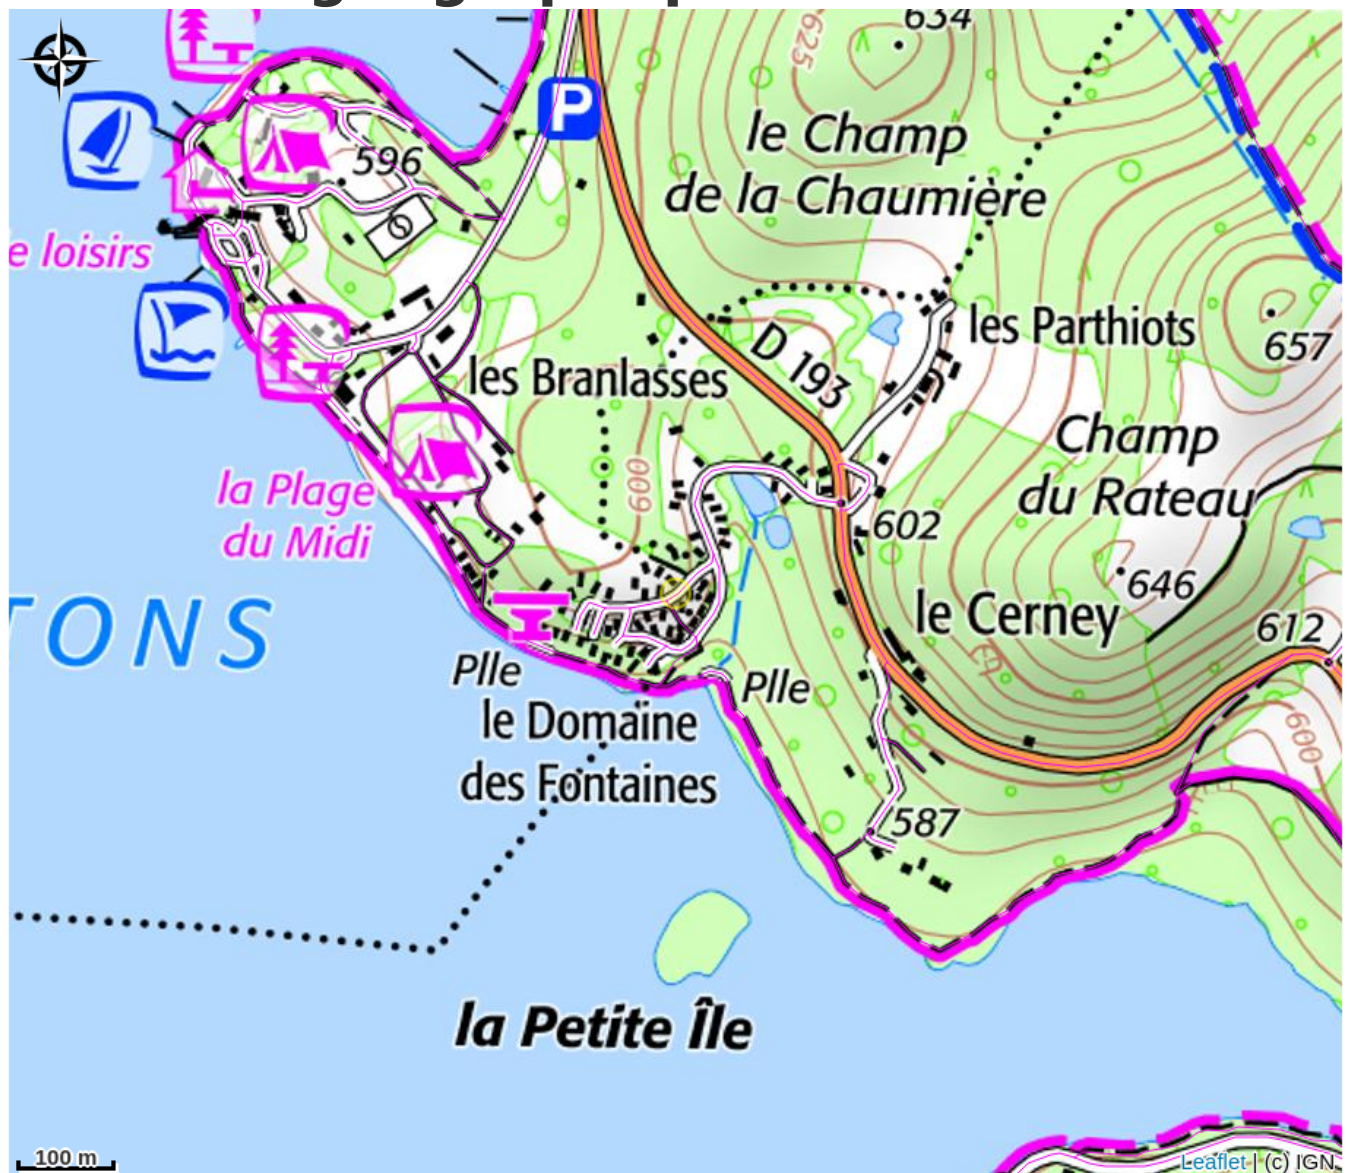 634
625
le Champ
de la Chaumière
596
e loisirs
P
les Parthiots
657
D 193
les Branlasses
Champ
du Rateau
600
la Plage
du Midi
602
646
le Cerney
612
TONS
Plle
Plle
le Domaine
des Fontaines
600
587
la Petite Île
100 m
Leaflet | (c) IGN